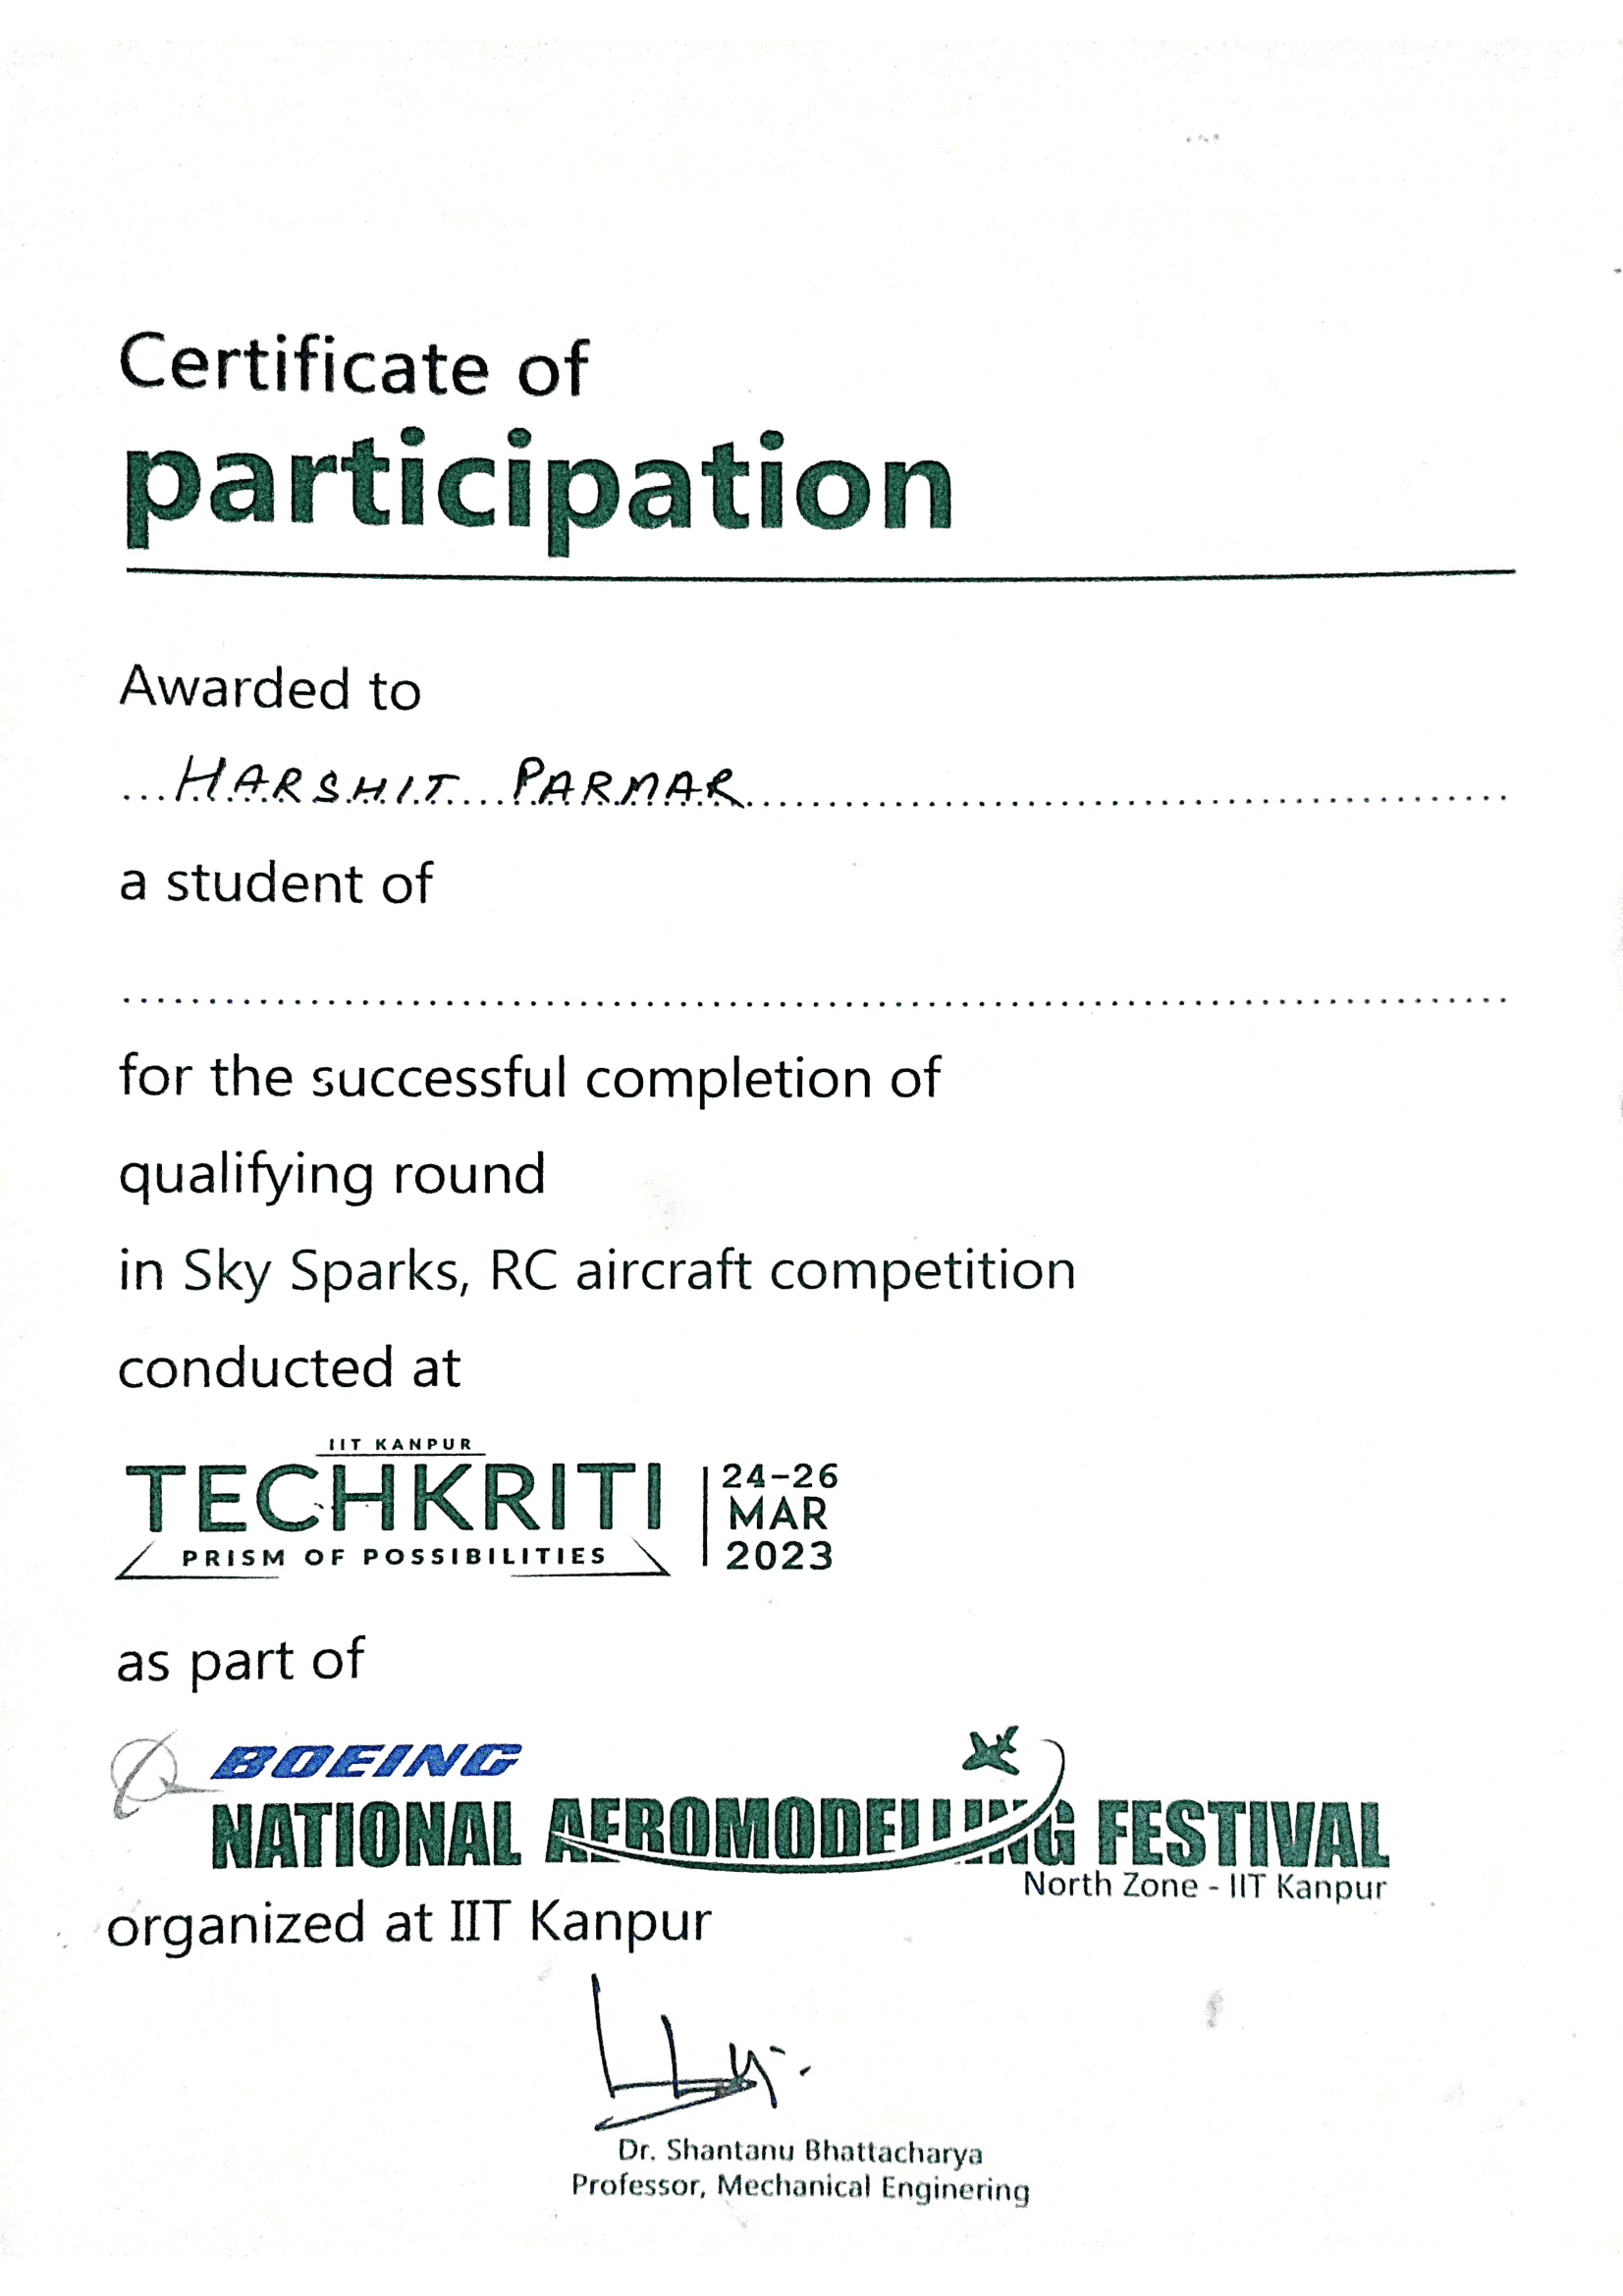 Certificate of
participation
Awarded to
HARSHIT PARMAR
a student of
for the successful completion of
qualifying round
in Sky Sparks, RC aircraft competition
conducted at
IIT KANPUR
TECHKRITI
PRISM OF POSSIBILITIES
24-26
MAR
2023
as part of
BOEING
NATIONAL AEROMODELLING FESTIVAL
North Zone - IIT Kanpur
organized at IIT Kanpur
Dr. Shantanu Bhattacharya
Professor, Mechanical Enginering